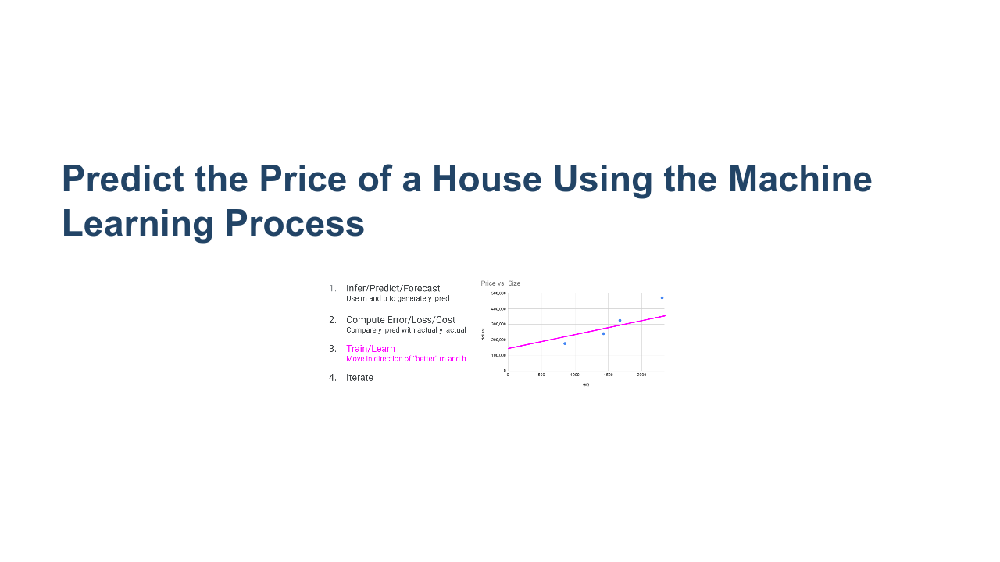 Predict the Price of a House Using the Machine
Learning Process
1. Infer/Predict/Forecast
Use m and b to generate y_pred
2. Compute Error/Loss/Cost
Compare y_pred with actual y_actual
3. Train/Learn
Move in direction of "better" m and b
4. Iterate
Price vs. Size
500,000
400,000
300,000
200,000
100,000
0
dollars
0 500 1000 1500 2000